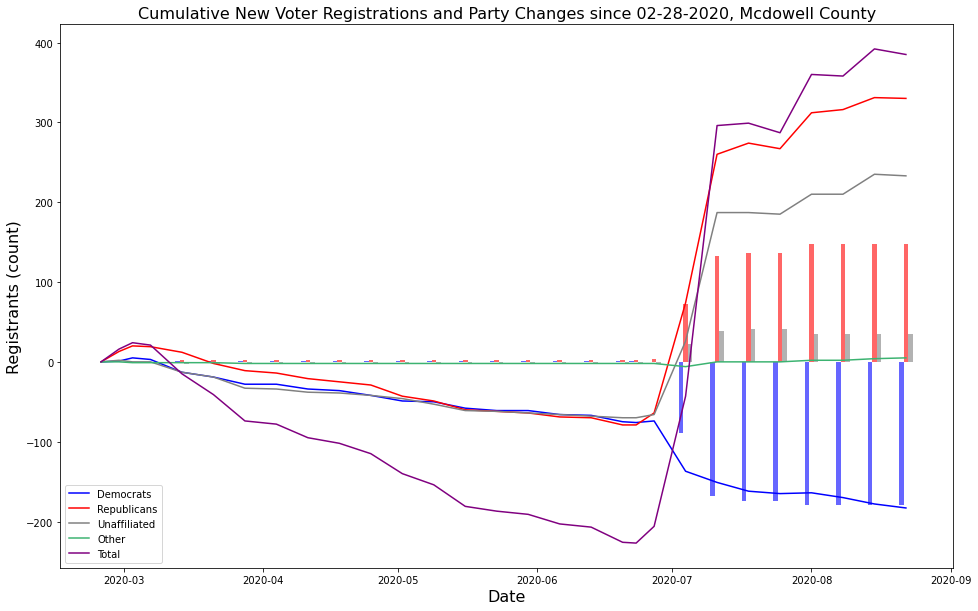 Cumulative New Voter Registrations and Party Changes since 02-28-2020, Mcdowell County
Registrants (count)
400
300
200
100
0
−100
−200
Democrats
Republicans
Unaffiliated
Other
Total
2020-03
2020-04
2020-05
2020-06
2020-07
2020-08
2020-09
Date